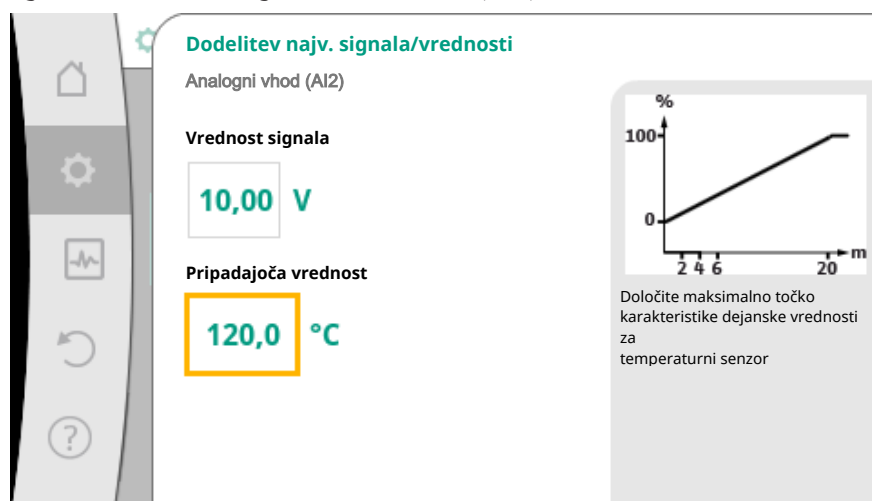 Dodelitev najv. signala/vrednosti
Analogni vhod (AI2)
Vrednost signala
10,00 V
Pripadajoča vrednost
120,0 °C
%
100
0
2 4 6 20
m
Določite maksimalno točko
karakteristike dejanske vrednosti
za
temperaturni senzor
?